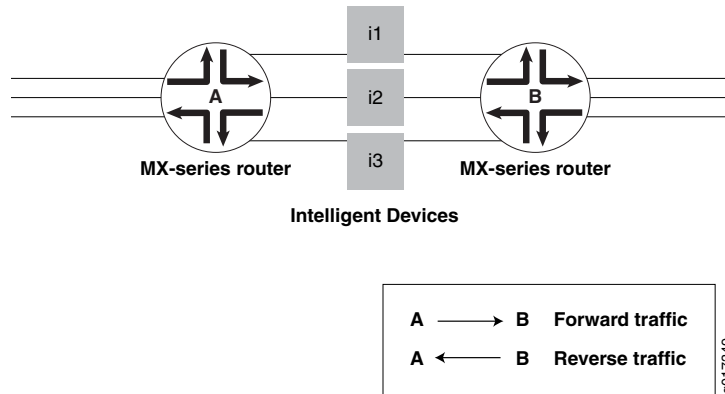 i1
A
i2
B
i3
MX-series router
MX-series router
Intelligent Devices
A B Forward traffic
A B Reverse traffic